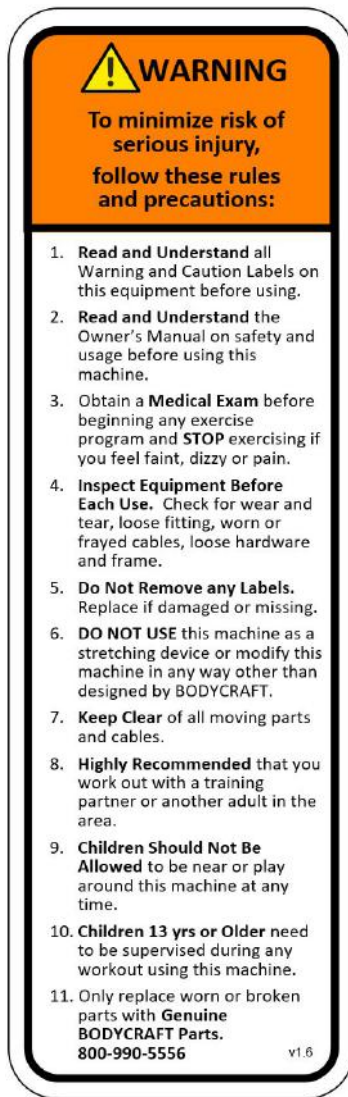 WARNING
To minimize risk of
serious injury,
follow these rules
and precautions:
1. Read and Understand all
Warning and Caution Labels on
this equipment before using.
2. Read and Understand the
Owner's Manual on safety and
usage before using this
machine.
3. Obtain a Medical Exam before
beginning any exercise
program and STOP exercising if
you feel faint, dizzy or pain.
4. Inspect Equipment Before
Each Use. Check for wear and
tear, loose fitting, worn or
frayed cables, loose hardware
and frame.
5. Do Not Remove any Labels.
Replace if damaged or missing.
6. DO NOT USE this machine as a
stretching device or modify this
machine in any way other than
designed by BODYCRAFT.
7. Keep Clear of all moving parts
and cables.
8. Highly Recommended that you
work out with a training
partner or another adult in the
area.
9. Children Should Not Be
Allowed to be near or play
around this machine at any
time.
10. Children 13 yrs or Older need
to be supervised during any
workout using this machine.
11. Only replace worn or broken
parts with Genuine
BODYCRAFT Parts.
800-990-5556 v1.6